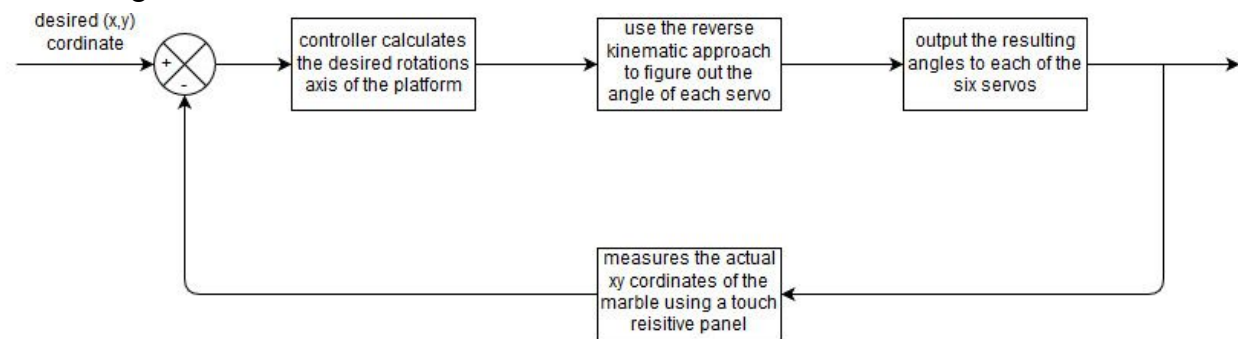 desired (x,y)
cordinate
+
-
controller calculates
the desired rotations
axis of the platform
use the reverse
kinematic approach
to figure out the
angle of each servo
output the resulting
angles to each of the
six servos
measures the actual
xy cordinates of the
marble using a touch
reisitive panel